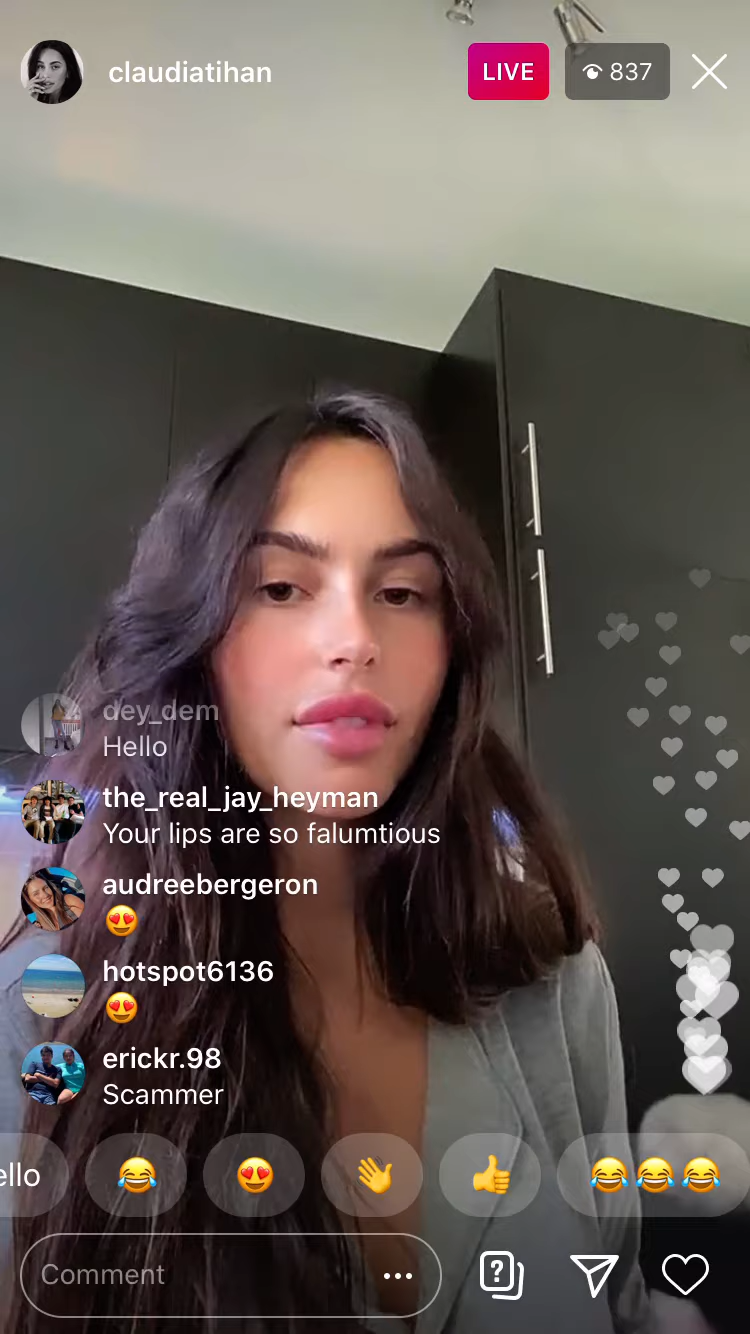 claudiatihan
LIVE
837
dey_dem
Hello
the_real_jay_heyman
Your lips are so falumtious
audreebergeron
😍
hotspot6136
😍
erickr.98
Scammer
ello 😂 😍 👋 👍 😂😂😂
Comment